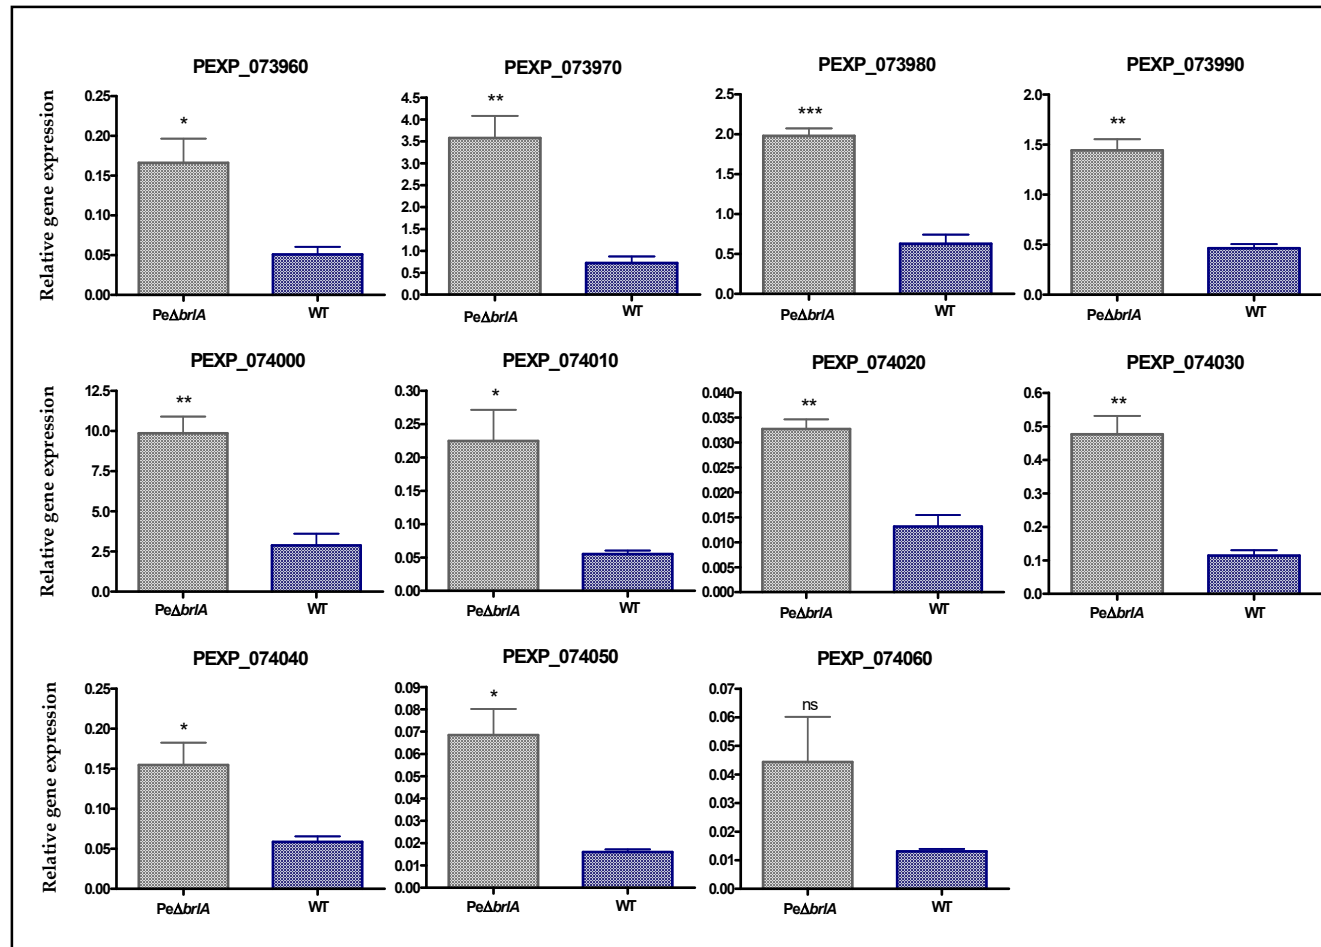 PEXP_073960 PEXP_073970 PEXP_073980 PEXP_073990
Relative gene expression
0.25 0.20 0.15 0.10 0.05 0.00
* 
PeΔbrlA WT
4.5 4.0 3.5 3.0 2.5 2.0 1.5 1.0 0.5 0.0
**
PeΔbrlA WT
2.5 2.0 1.5 1.0 0.5 0.0
***
PeΔbrlA WT
2.0 1.5 1.0 0.5 0.0
**
PeΔbrlA WT
PEXP_074000 PEXP_074010 PEXP_074020 PEXP_074030
Relative gene expression
12.5 10.0 7.5 5.0 2.5 0.0
**
PeΔbrlA WT
0.30 0.25 0.20 0.15 0.10 0.05 0.00
*
PeΔbrlA WT
0.040 0.035 0.030 0.025 0.020 0.015 0.010 0.005 0.000
**
PeΔbrlA WT
0.6 0.5 0.4 0.3 0.2 0.1 0.0
**
PeΔbrlA WT
PEXP_074040 PEXP_074050 PEXP_074060
Relative gene expression
0.25 0.20 0.15 0.10 0.05 0.00
*
PeΔbrlA WT
0.09 0.08 0.07 0.06 0.05 0.04 0.03 0.02 0.01 0.00
*
PeΔbrlA WT
0.07 0.06 0.05 0.04 0.03 0.02 0.01 0.00
ns
PeΔbrlA WT